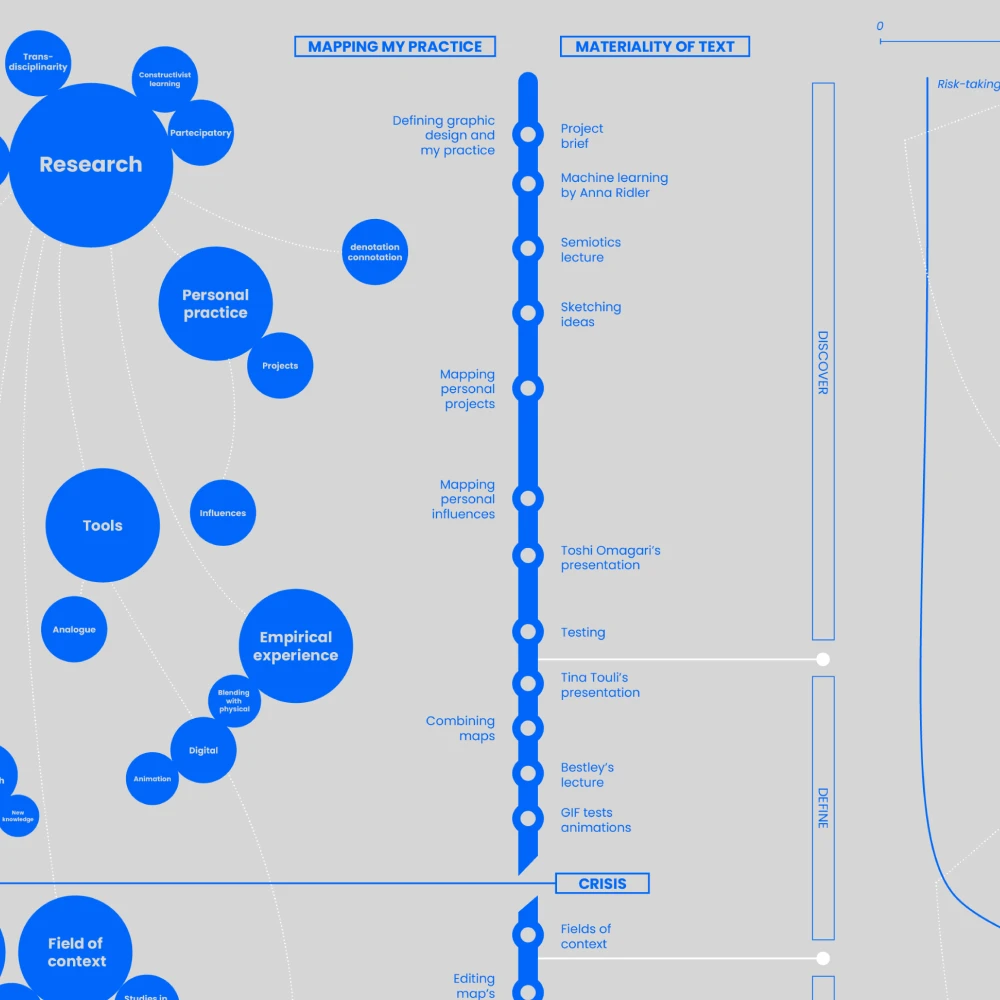 0
MAPPING MY PRACTICE
MATERIALITY OF TEXT
Risk-taking
Trans-
disciplinarity
Constructivist
learning
Partecipatory
Research
denotation
connotation
Personal
practice
Projects
Tools
Influences
Analogue
Empirical
experience
Blending
with
physical
Digital
Animation
h
New
knowledge
Field of
context
Studies in
Defining graphic
design and
my practice
Project
brief
Machine learning
by Anna Ridler
Semiotics
lecture
Sketching
ideas
Mapping
personal
projects
Mapping
personal
influences
Toshi Omagari’s
presentation
Testing
Tina Touli’s
presentation
Combining
maps
Bestley’s
lecture
GIF tests
animations
CRISIS
Fields of
context
Editing
map’s
DISCOVER
DEFINE